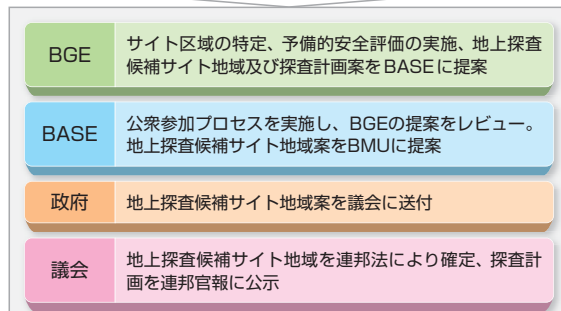 BGE
サイト区域の特定、予備的安全評価の実施、地上探査
候補サイト地域及び探査計画案をBASEに提案
BASE
公衆参加プロセスを実施し、BGEの提案をレビュー。
地上探査候補サイト地域案をBMUに提案
政府
地上探査候補サイト地域案を議会に送付
議会
地上探査候補サイト地域を連邦法により確定、探査計
画を連邦官報に公示